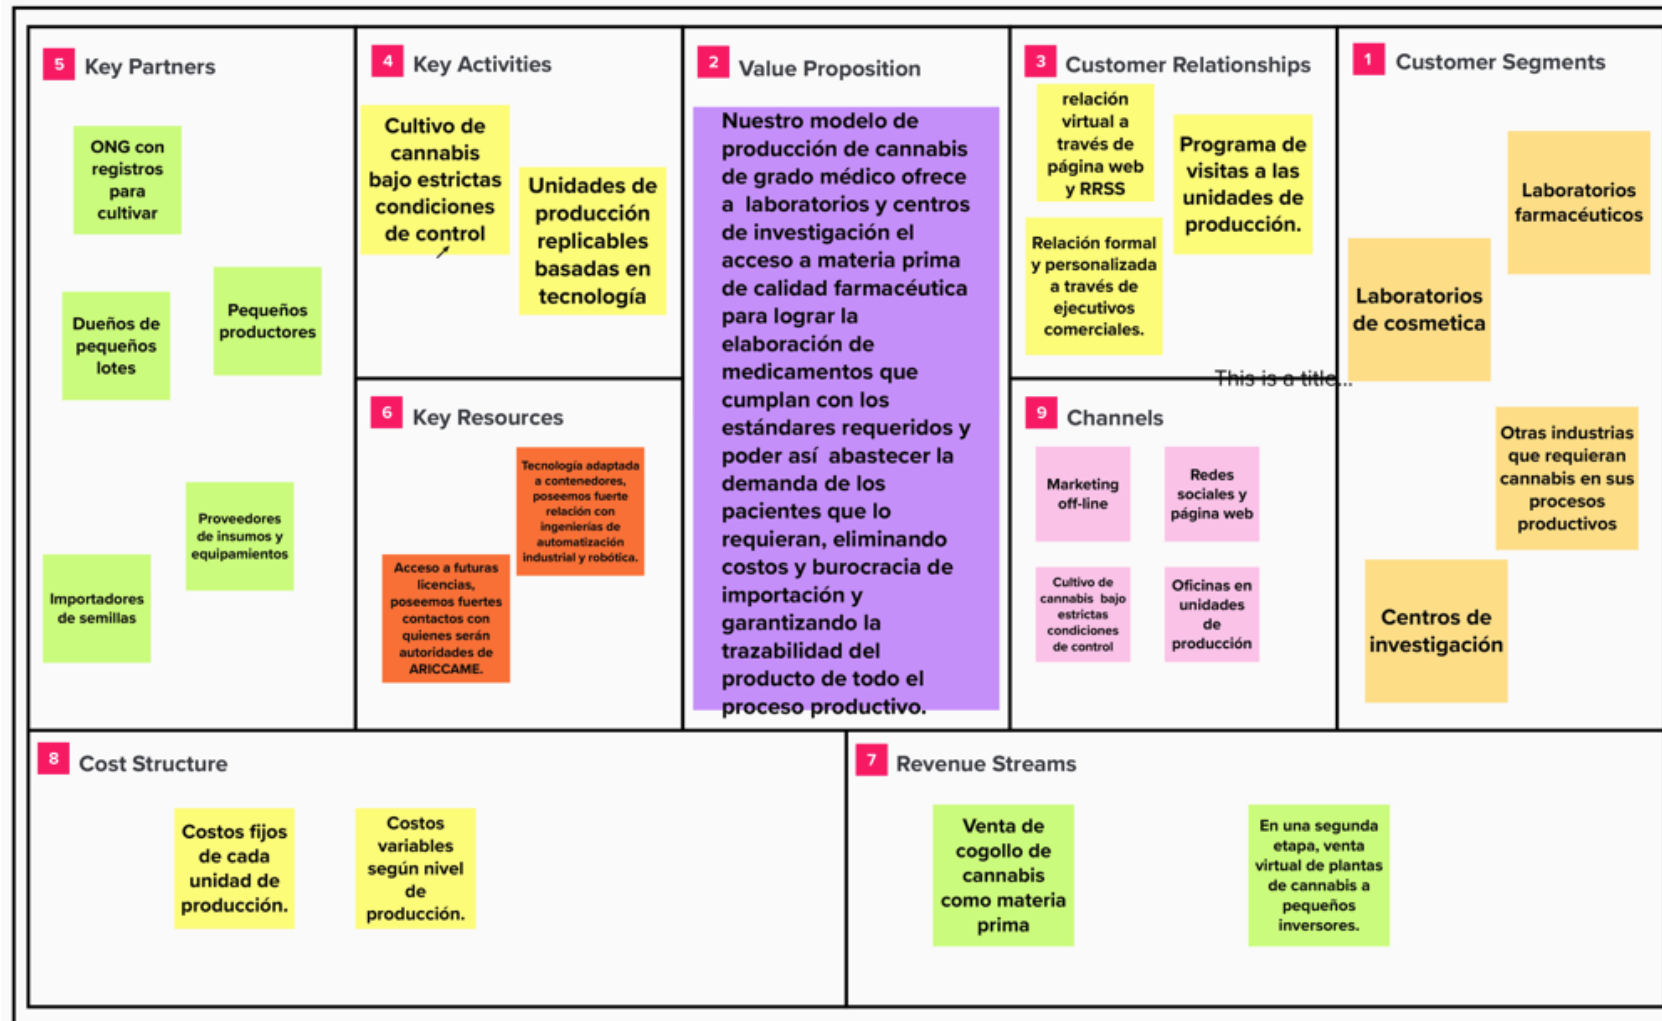 5
Key Partners
ONG con
registros
para
cultivar
Dueños de
pequeños
lotes
Pequeños
productores
Proveedores
de insumos y
equipamientos
Importadores
de semillas
4
Key Activities
Cultivo de
cannabis
bajo estrictas
condiciones
de control
Unidades de
producción
replicables
basadas en
tecnología
6
Key Resources
Tecnología adaptada
a contenedores,
poseemos fuerte
relación con
ingenierías de
automatización
industrial y robótica.
Acceso a futuras
licencias,
poseemos fuertes
contactos con
quienes serán
autoridades de
ARICCAME.
2
Value Proposition
Nuestro modelo de
producción de cannabis
de grado médico ofrece
a laboratorios y centros
de investigación el
acceso a materia prima
de calidad farmacéutica
para lograr la
elaboración de
medicamentos que
cumplan con los
estándares requeridos y
poder así abastecer la
demanda de los
pacientes que lo
requieran, eliminando
costos y burocracia de
importación y
garantizando la
trazabilidad del
producto de todo el
proceso productivo.
3
Customer Relationships
relación
virtual a
través de
página web
y RRSS
Programa de
visitas a las
unidades de
producción.
Relación formal
y personalizada
a través de
ejecutivos
comerciales.
This is a title...
9
Channels
Marketing
off-line
Redes
sociales y
página web
Cultivo de
cannabis bajo
estrictas
condiciones
de control
Oficinas en
unidades
de
producción
1
Customer Segments
Laboratorios
farmacéuticos
Laboratorios
de cosmetica
Otras industrias
que requieran
cannabis en sus
procesos
productivos
Centros de
investigación
8
Cost Structure
Costos fijos
de cada
unidad de
producción.
Costos
variables
según nivel
de
producción.
7
Revenue Streams
Venta de
cogollo de
cannabis
como materia
prima
En una segunda
etapa, venta
virtual de plantas
de cannabis a
pequeños
inversores.